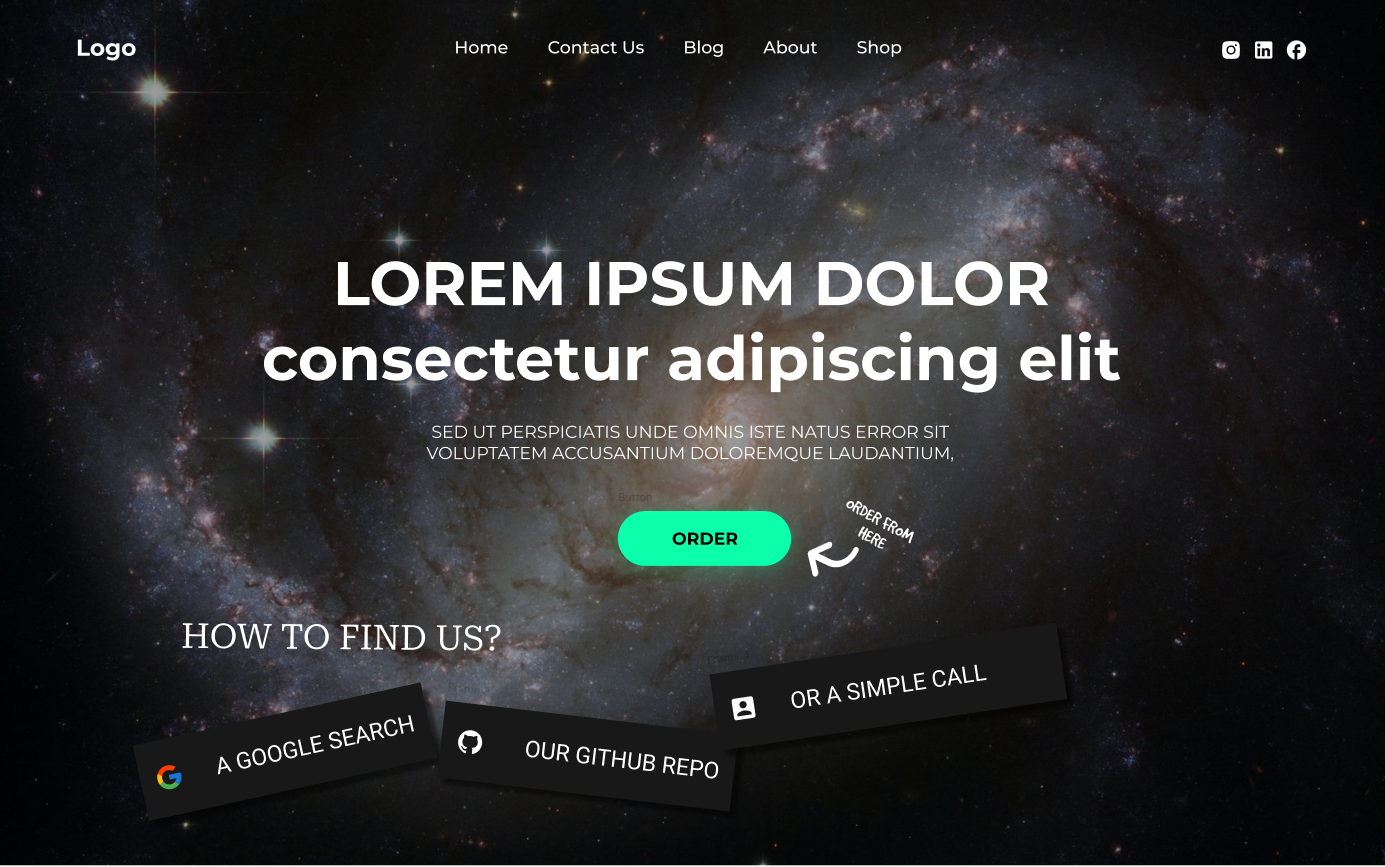 Logo
Home Contact Us Blog About Shop
LOREM IPSUM DOLOR
consectetur adipiscing elit
SED UT PERSPICIATIS UNDE OMNIS ISTE NATUS ERROR SIT
VOLUPTATEM ACCUSANTIUM DOLOREMQUE LAUDANTIUM,
Button
ORDER
ORDER FROM
HERE
HOW TO FIND US?
A GOOGLE SEARCH
OUR GITHUB REPO
OR A SIMPLE CALL